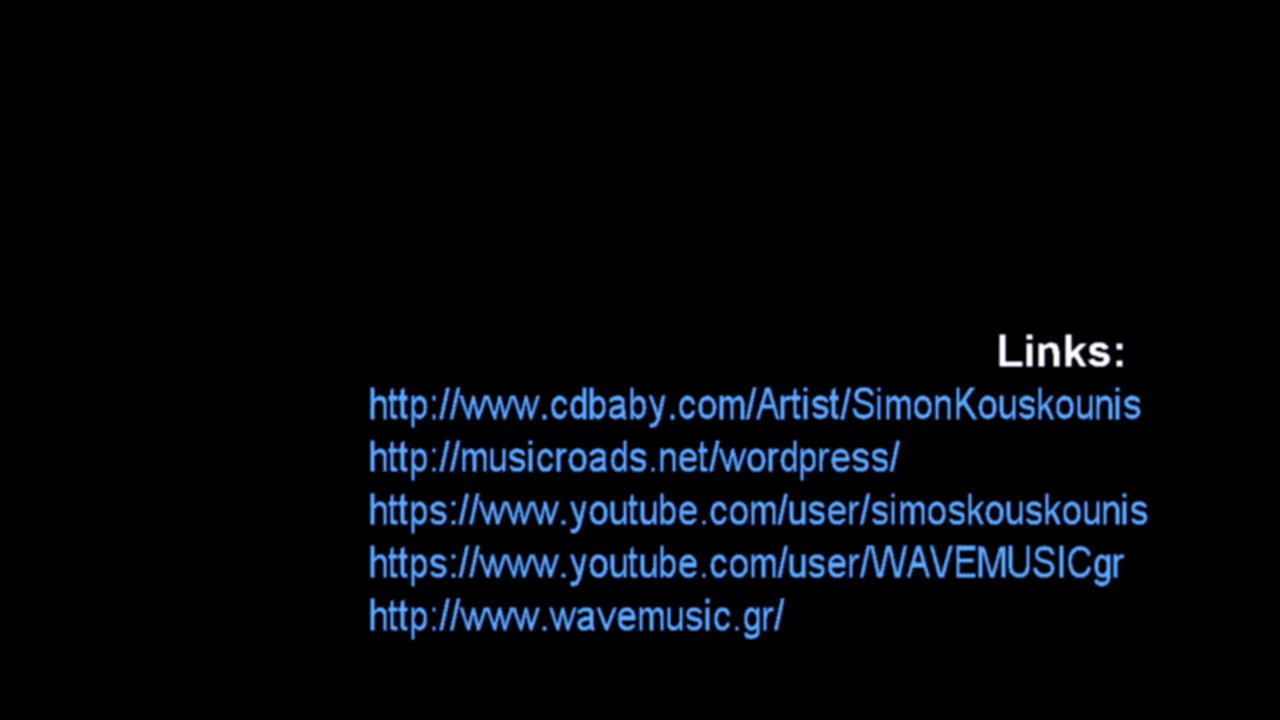 Links:
http://www.cdbaby.com/Artist/SimonKouskounis
http://musicroads.net/wordpress/
https://www.youtube.com/user/simoskouskounis
https://www.youtube.com/user/WAVEMUSICgr
http://www.wavemusic.gr/